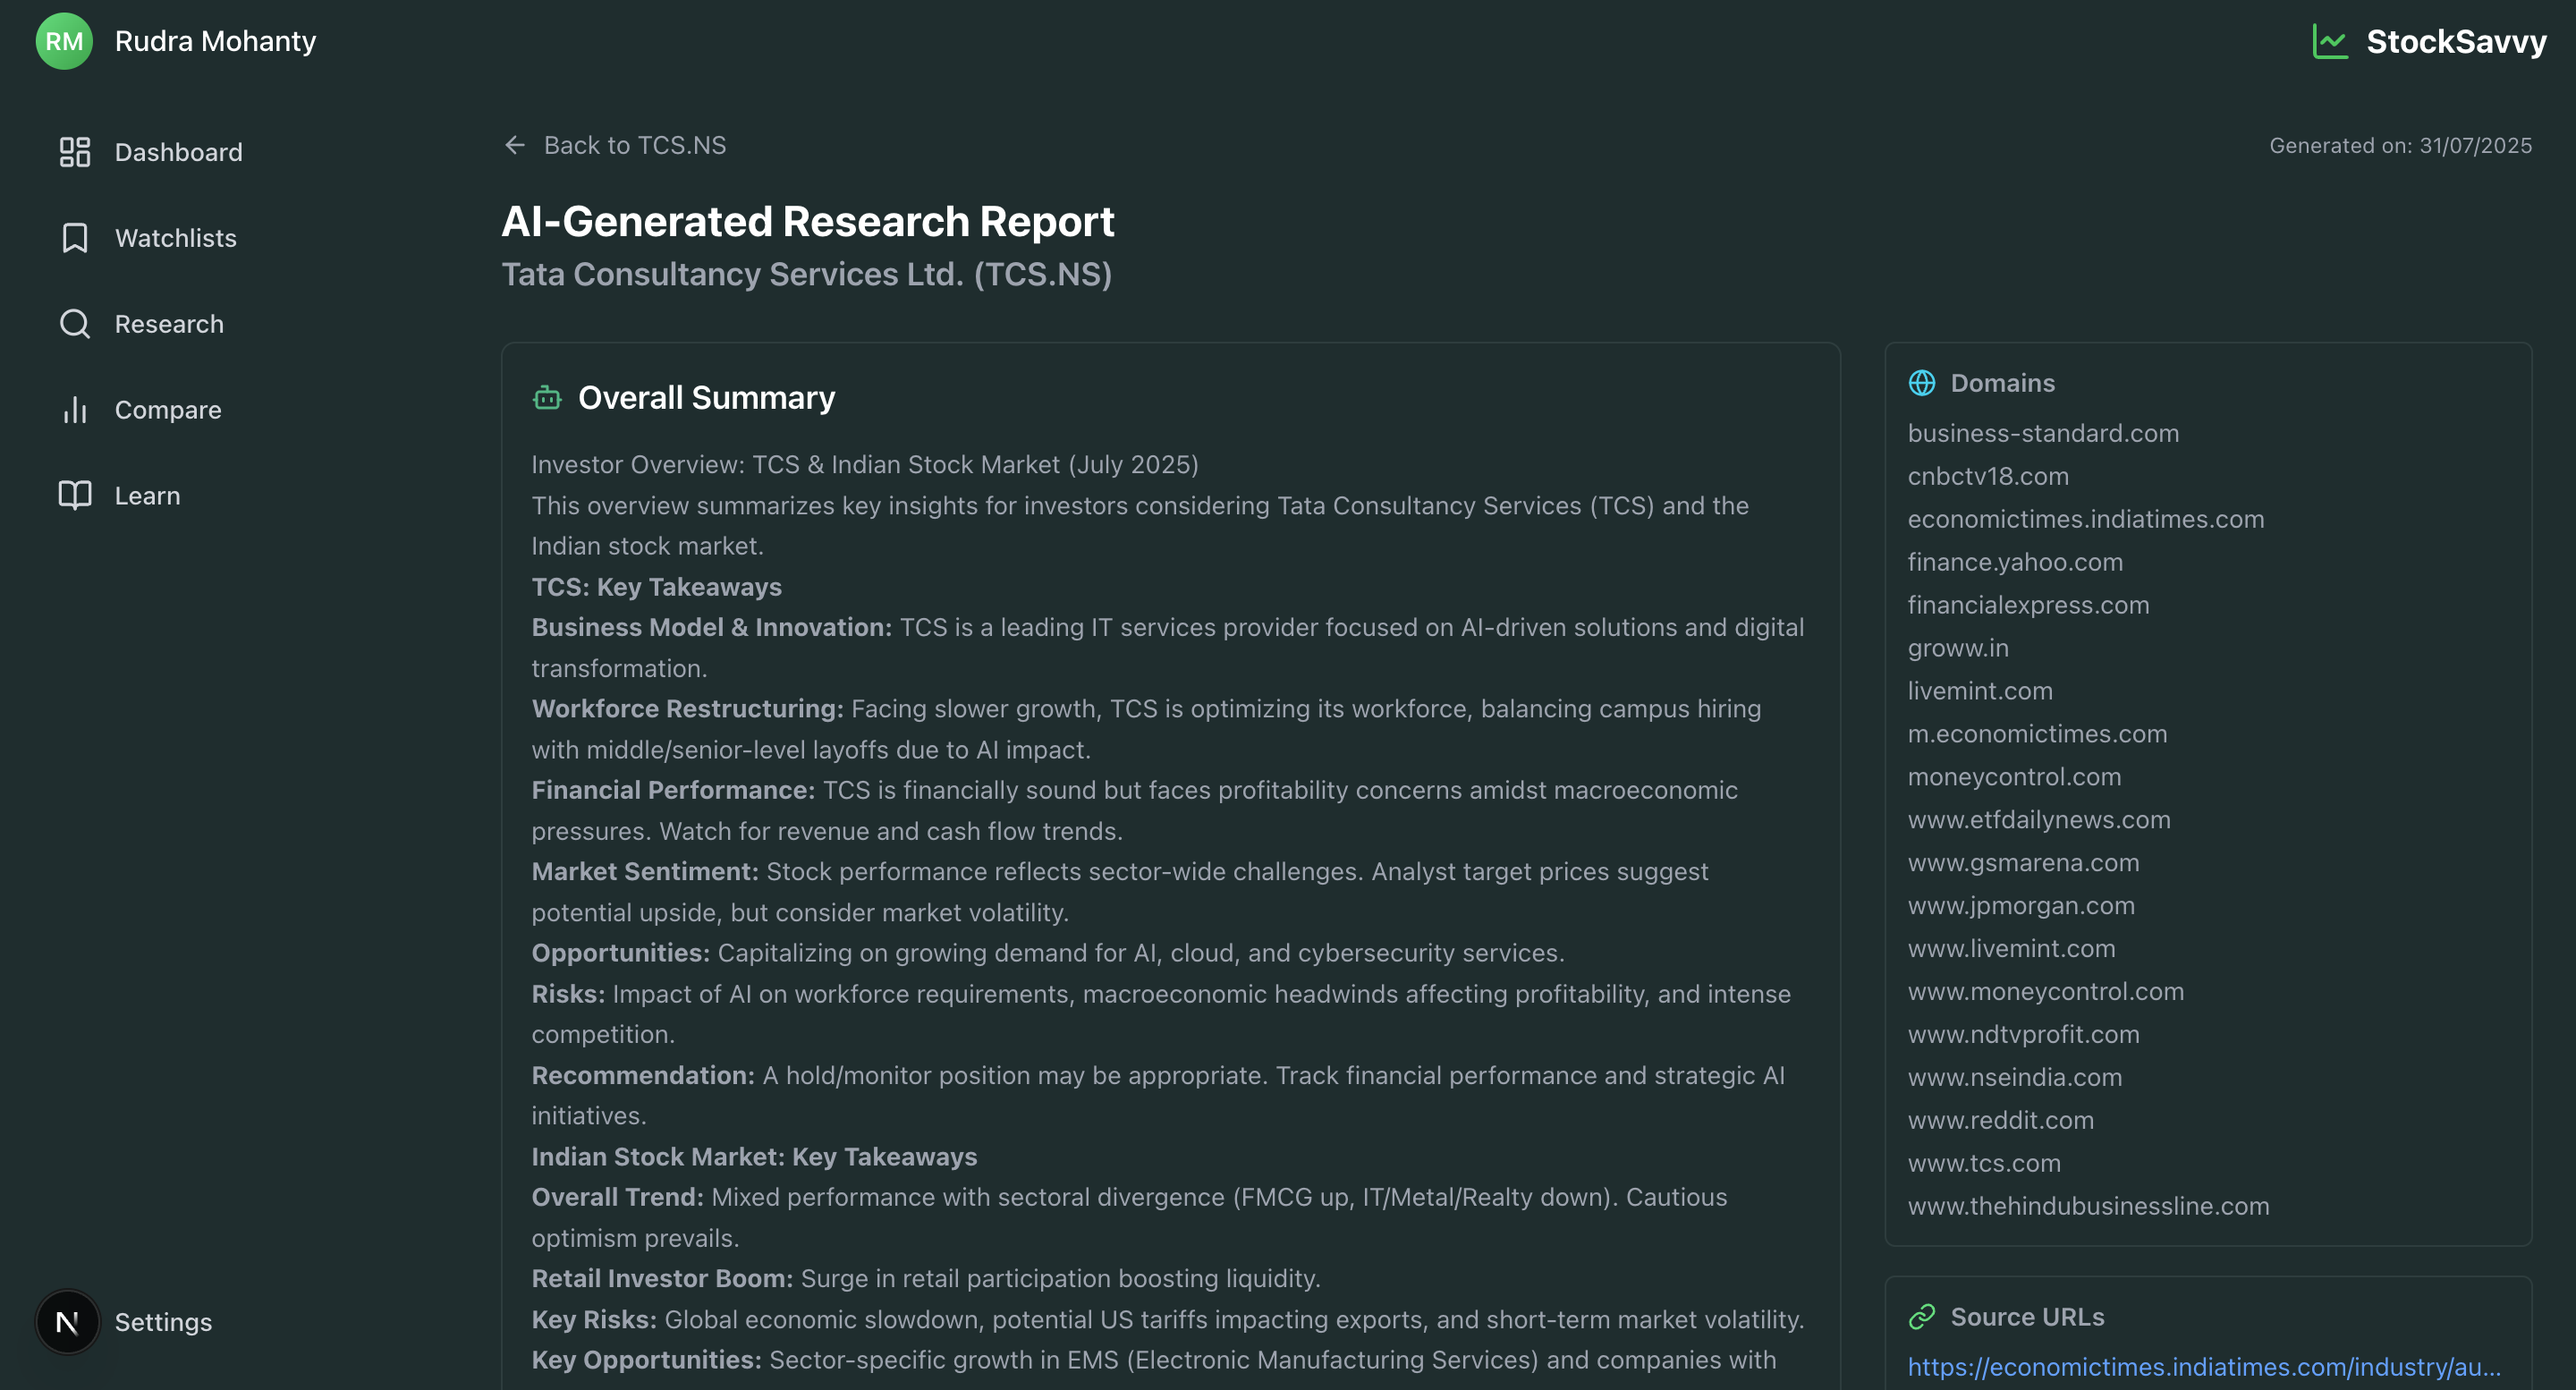 RM
Rudra Mohanty
StockSavvy
Dashboard
Watchlists
Research
Compare
Learn
Settings
Back to TCS.NS
Generated on: 31/07/2025
AI-Generated Research Report
Tata Consultancy Services Ltd. (TCS.NS)
Overall Summary
Investor Overview: TCS & Indian Stock Market (July 2025)
This overview summarizes key insights for investors considering Tata Consultancy Services (TCS) and the
Indian stock market.
TCS: Key Takeaways
Business Model & Innovation: TCS is a leading IT services provider focused on AI-driven solutions and digital
transformation.
Workforce Restructuring: Facing slower growth, TCS is optimizing its workforce, balancing campus hiring
with middle/senior-level layoffs due to AI impact.
Financial Performance: TCS is financially sound but faces profitability concerns amidst macroeconomic
pressures. Watch for revenue and cash flow trends.
Market Sentiment: Stock performance reflects sector-wide challenges. Analyst target prices suggest
potential upside, but consider market volatility.
Opportunities: Capitalizing on growing demand for AI, cloud, and cybersecurity services.
Risks: Impact of AI on workforce requirements, macroeconomic headwinds affecting profitability, and intense
competition.
Recommendation: A hold/monitor position may be appropriate. Track financial performance and strategic AI
initiatives.
Indian Stock Market: Key Takeaways
Overall Trend: Mixed performance with sectoral divergence (FMCG up, IT/Metal/Realty down). Cautious
optimism prevails.
Retail Investor Boom: Surge in retail participation boosting liquidity.
Key Risks: Global economic slowdown, potential US tariffs impacting exports, and short-term market volatility.
Key Opportunities: Sector-specific growth in EMS (Electronic Manufacturing Services) and companies with
Domains
business-standard.com
cnbctv18.com
economictimes.indiatimes.com
finance.yahoo.com
financialexpress.com
groww.in
livemint.com
m.economictimes.com
moneycontrol.com
www.etfdailynews.com
www.gsmarena.com
www.jpmorgan.com
www.livemint.com
www.moneycontrol.com
www.ndtvprofit.com
www.nseindia.com
www.reddit.com
www.tcs.com
www.thehindubusinessline.com
Source URLs
https://economictimes.indiatimes.com/industry/au...
N